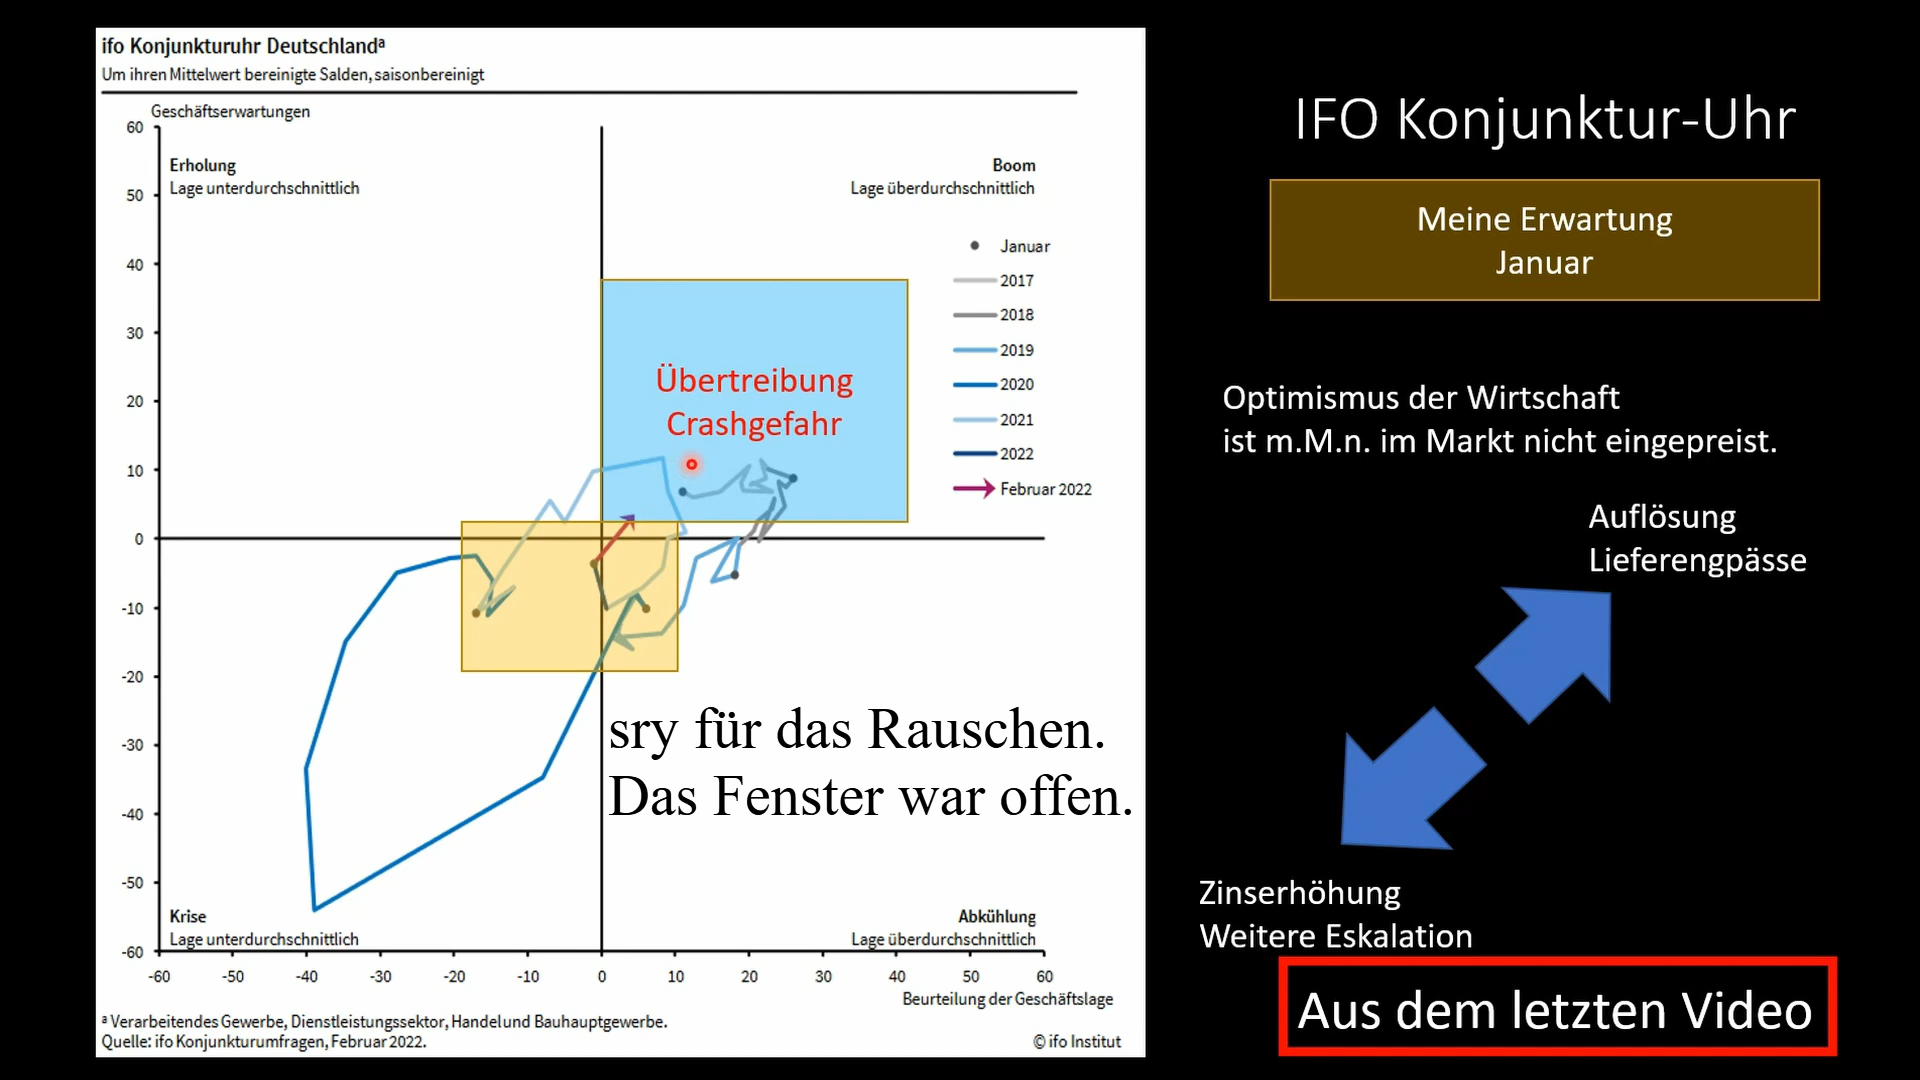 ifo Konjunkturuhr Deutschlandᵃ
Um ihren Mittelwert bereinigte Salden, saisonbereinigt
Geschäftserwartungen
60
50
40
30
20
10
0
-10
-20
-30
-40
-50
-60
Erholung
Lage unterdurchschnittlich
Boom
Lage überdurchschnittlich
Januar
2017
2018
2019
2020
2021
2022
Februar 2022
Übertreibung
Crashgefahr
sry für das Rauschen.
Das Fenster war offen.
Krise
Lage unterdurchschnittlich
Abkühlung
Lage überdurchschnittlich
-60 -50 -40 -30 -20 -10 0 10 20 30 40 50 60
Beurteilung der Geschäftslage
ᵃ Verarbeitendes Gewerbe, Dienstleistungssektor, Handel und Bauhauptgewerbe.
Quelle: ifo Konjunkturumfragen, Februar 2022.
© ifo Institut
IFO Konjunktur-Uhr
Meine Erwartung
Januar
Optimismus der Wirtschaft
ist m.M.n. im Markt nicht eingepreist.
Auflösung
Lieferengpässe
Zinserhöhung
Weitere Eskalation
Aus dem letzten Video